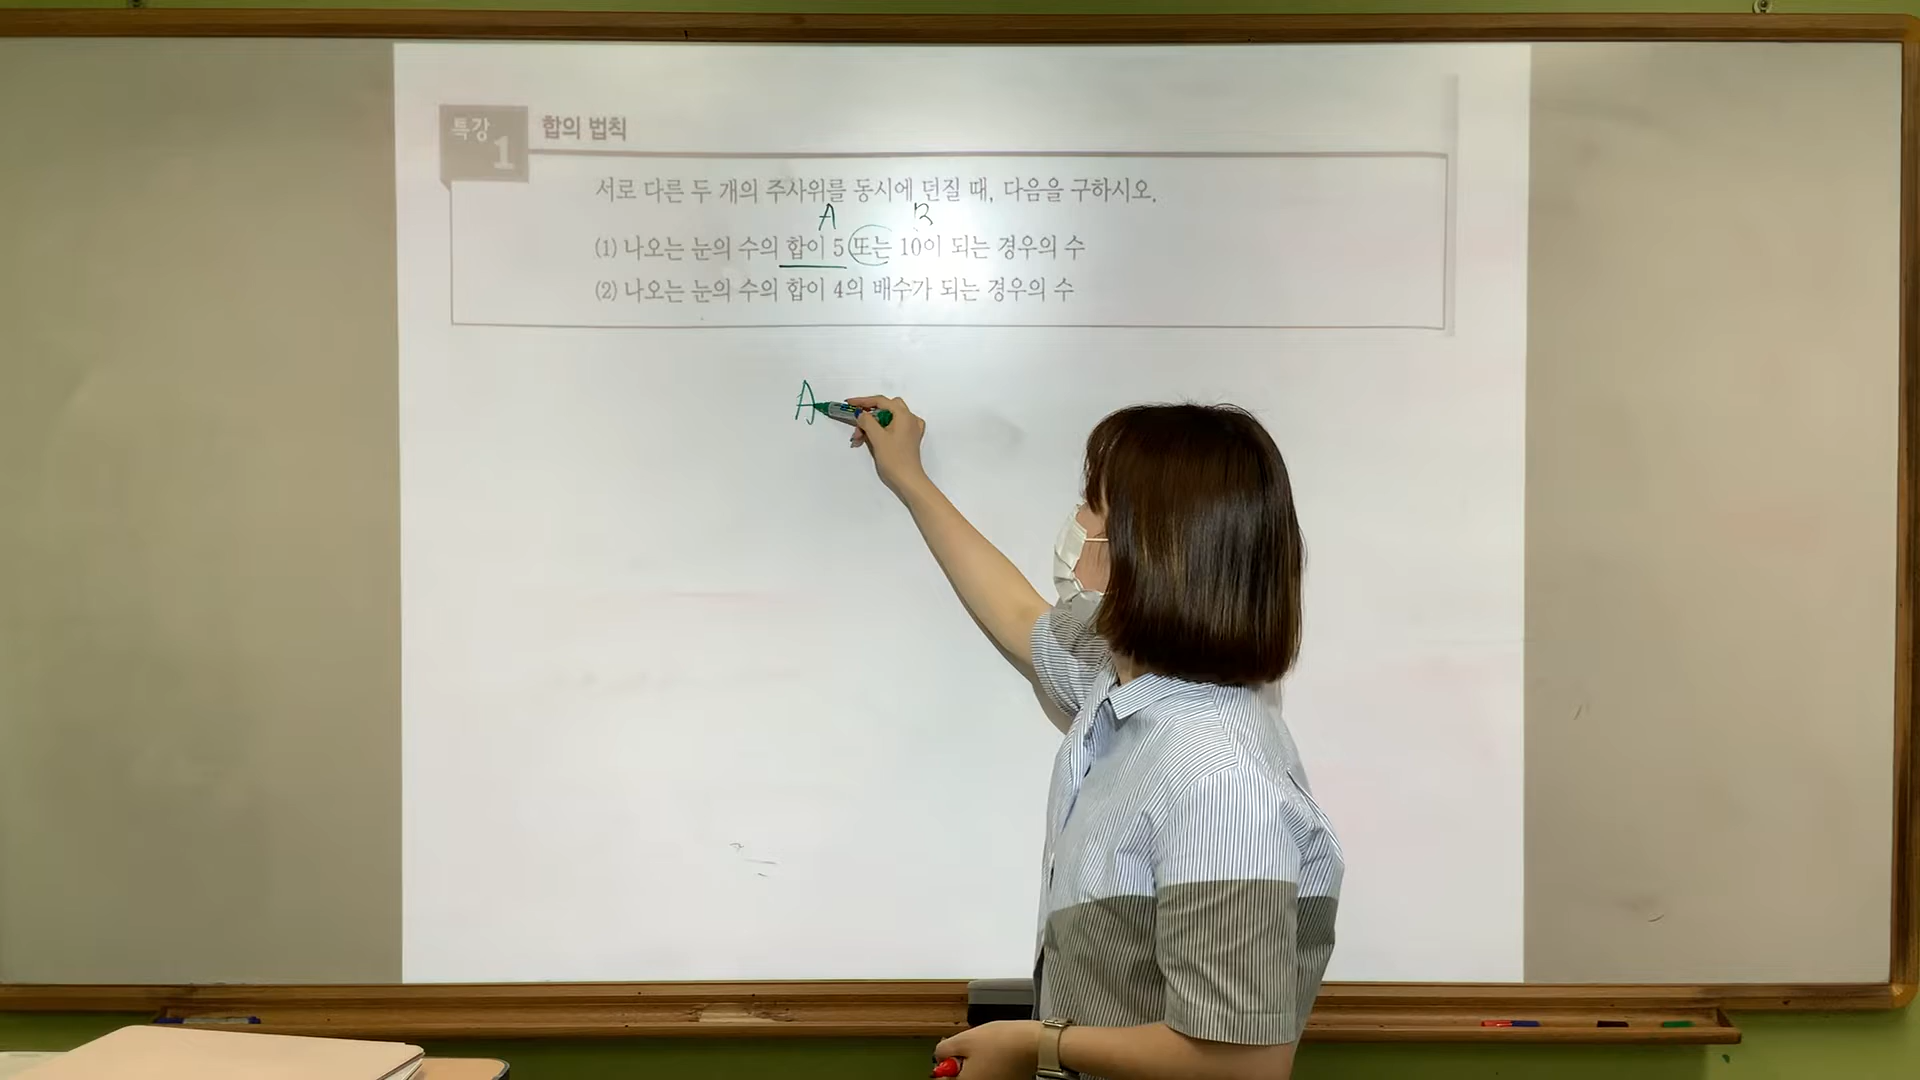 특강 1 합의 법칙
서로 다른 두 개의 주사위를 동시에 던질 때, 다음을 구하시오.
A B
(1) 나오는 눈의 수의 합이 5 또는 10이 되는 경우의 수
(2) 나오는 눈의 수의 합이 4의 배수가 되는 경우의 수
A